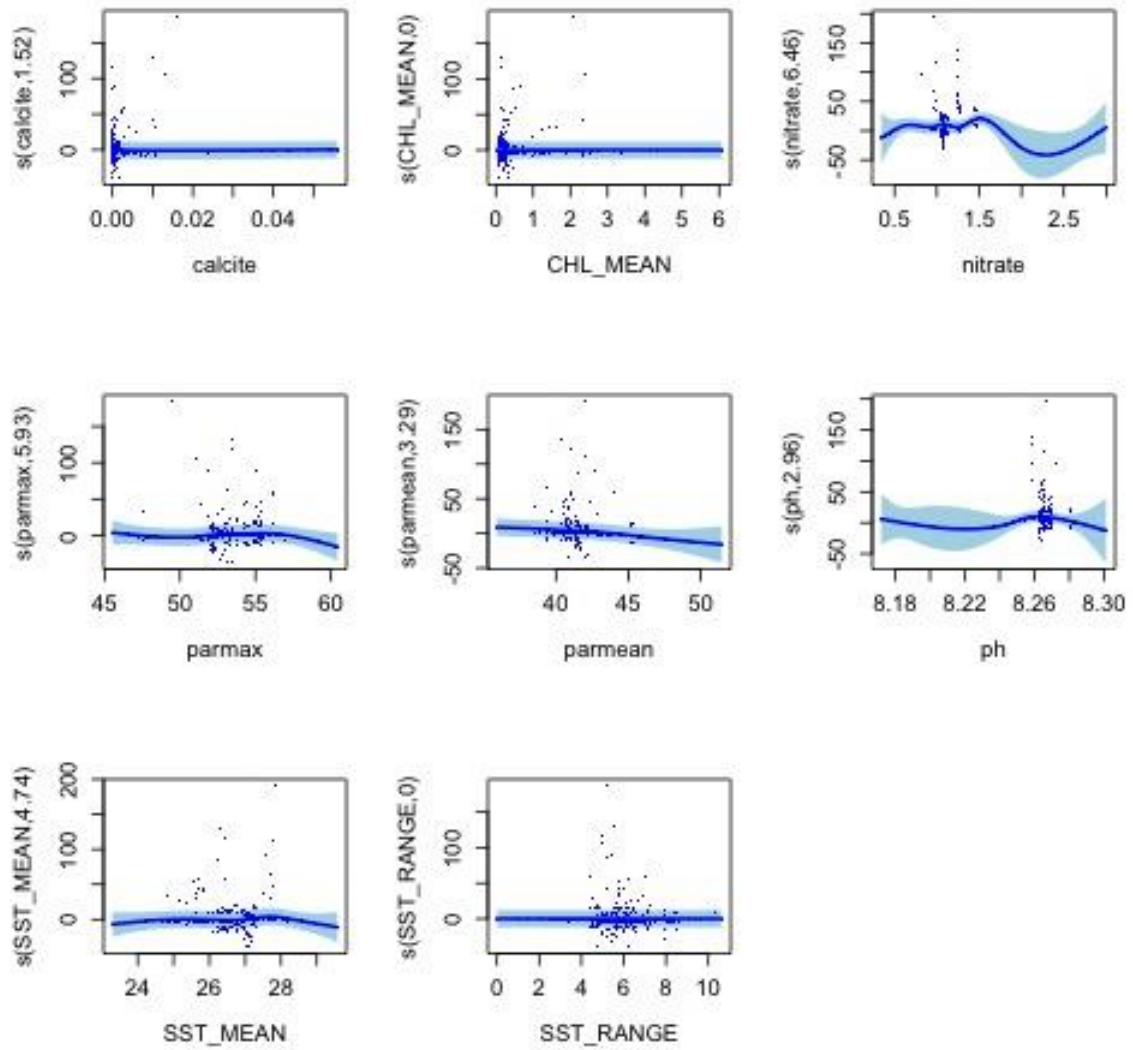 s(calcite,1.52)
100
0
0.00 0.02 0.04
calcite
s(CHL_MEAN,0)
100
0
0 1 2 3 4 5 6
CHL_MEAN
s(nitrate,6.46)
150
50
-50
0.5 1.5 2.5
nitrate
s(parmax,5.93)
100
0
45 50 55 60
parmax
s(parmean,3.29)
150
50
-50
40 45 50
parmean
s(ph,2.96)
150
50
-50
8.18 8.22 8.26 8.30
ph
s(SST_MEAN,4.74)
200
100
0
24 26 28
SST_MEAN
s(SST_RANGE,0)
100
0
0 2 4 6 8 10
SST_RANGE